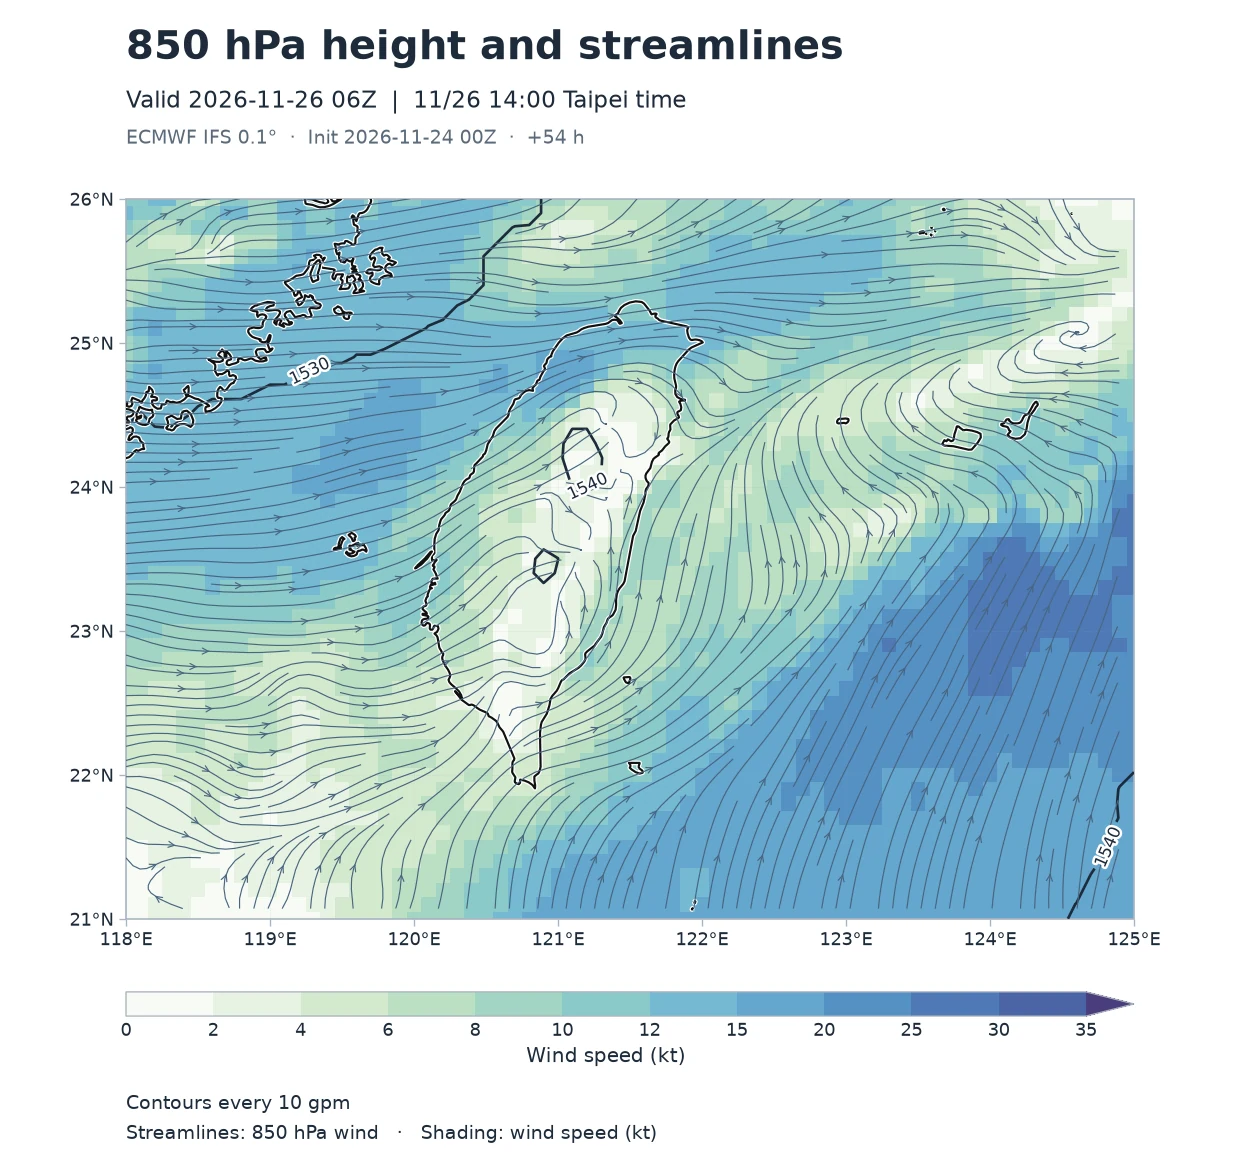 850 hPa height and streamlines
Valid 2026-11-26 06Z | 11/26 14:00 Taipei time
ECMWF IFS 0.1° · Init 2026-11-24 00Z · +54 h
26°N
25°N
24°N
23°N
22°N
21°N
1530
1540
1540
118°E 119°E 120°E 121°E 122°E 123°E 124°E 125°E
0 2 4 6 8 10 12 15 20 25 30 35
Wind speed (kt)
Contours every 10 gpm
Streamlines: 850 hPa wind · Shading: wind speed (kt)